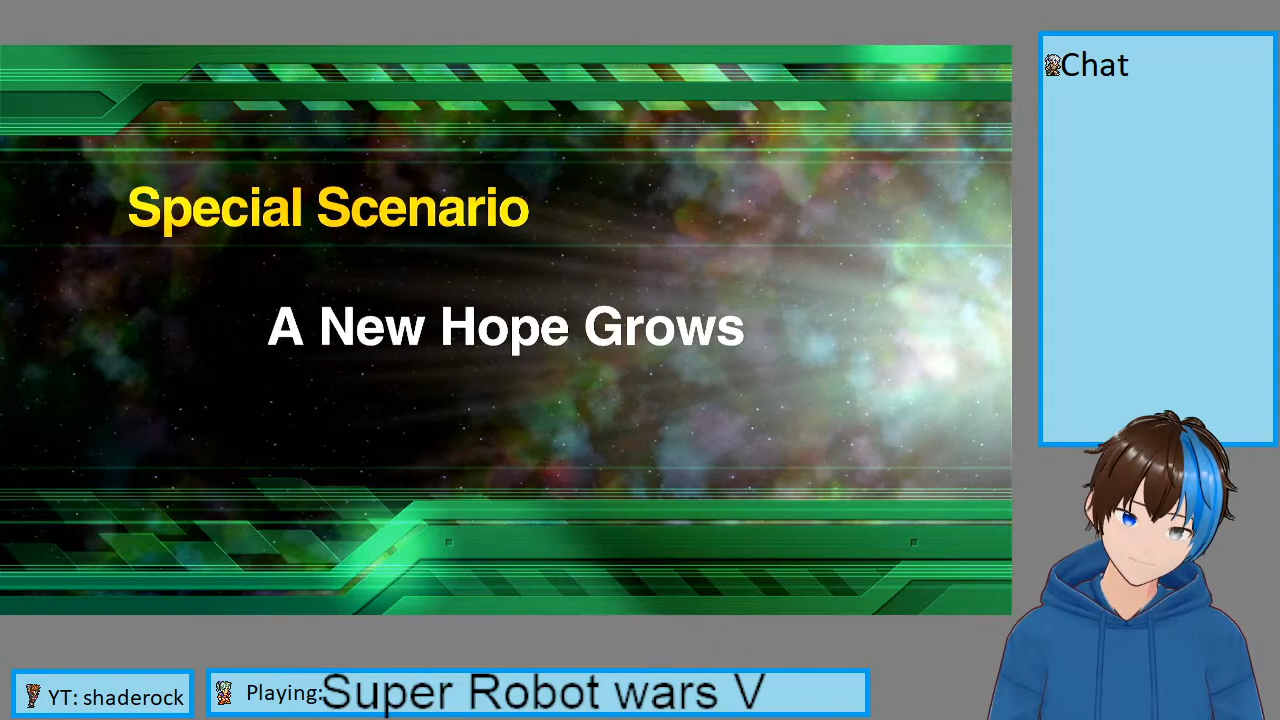 Special Scenario
A New Hope Grows
Chat
YT: shaderock
Playing:Super Robot wars V